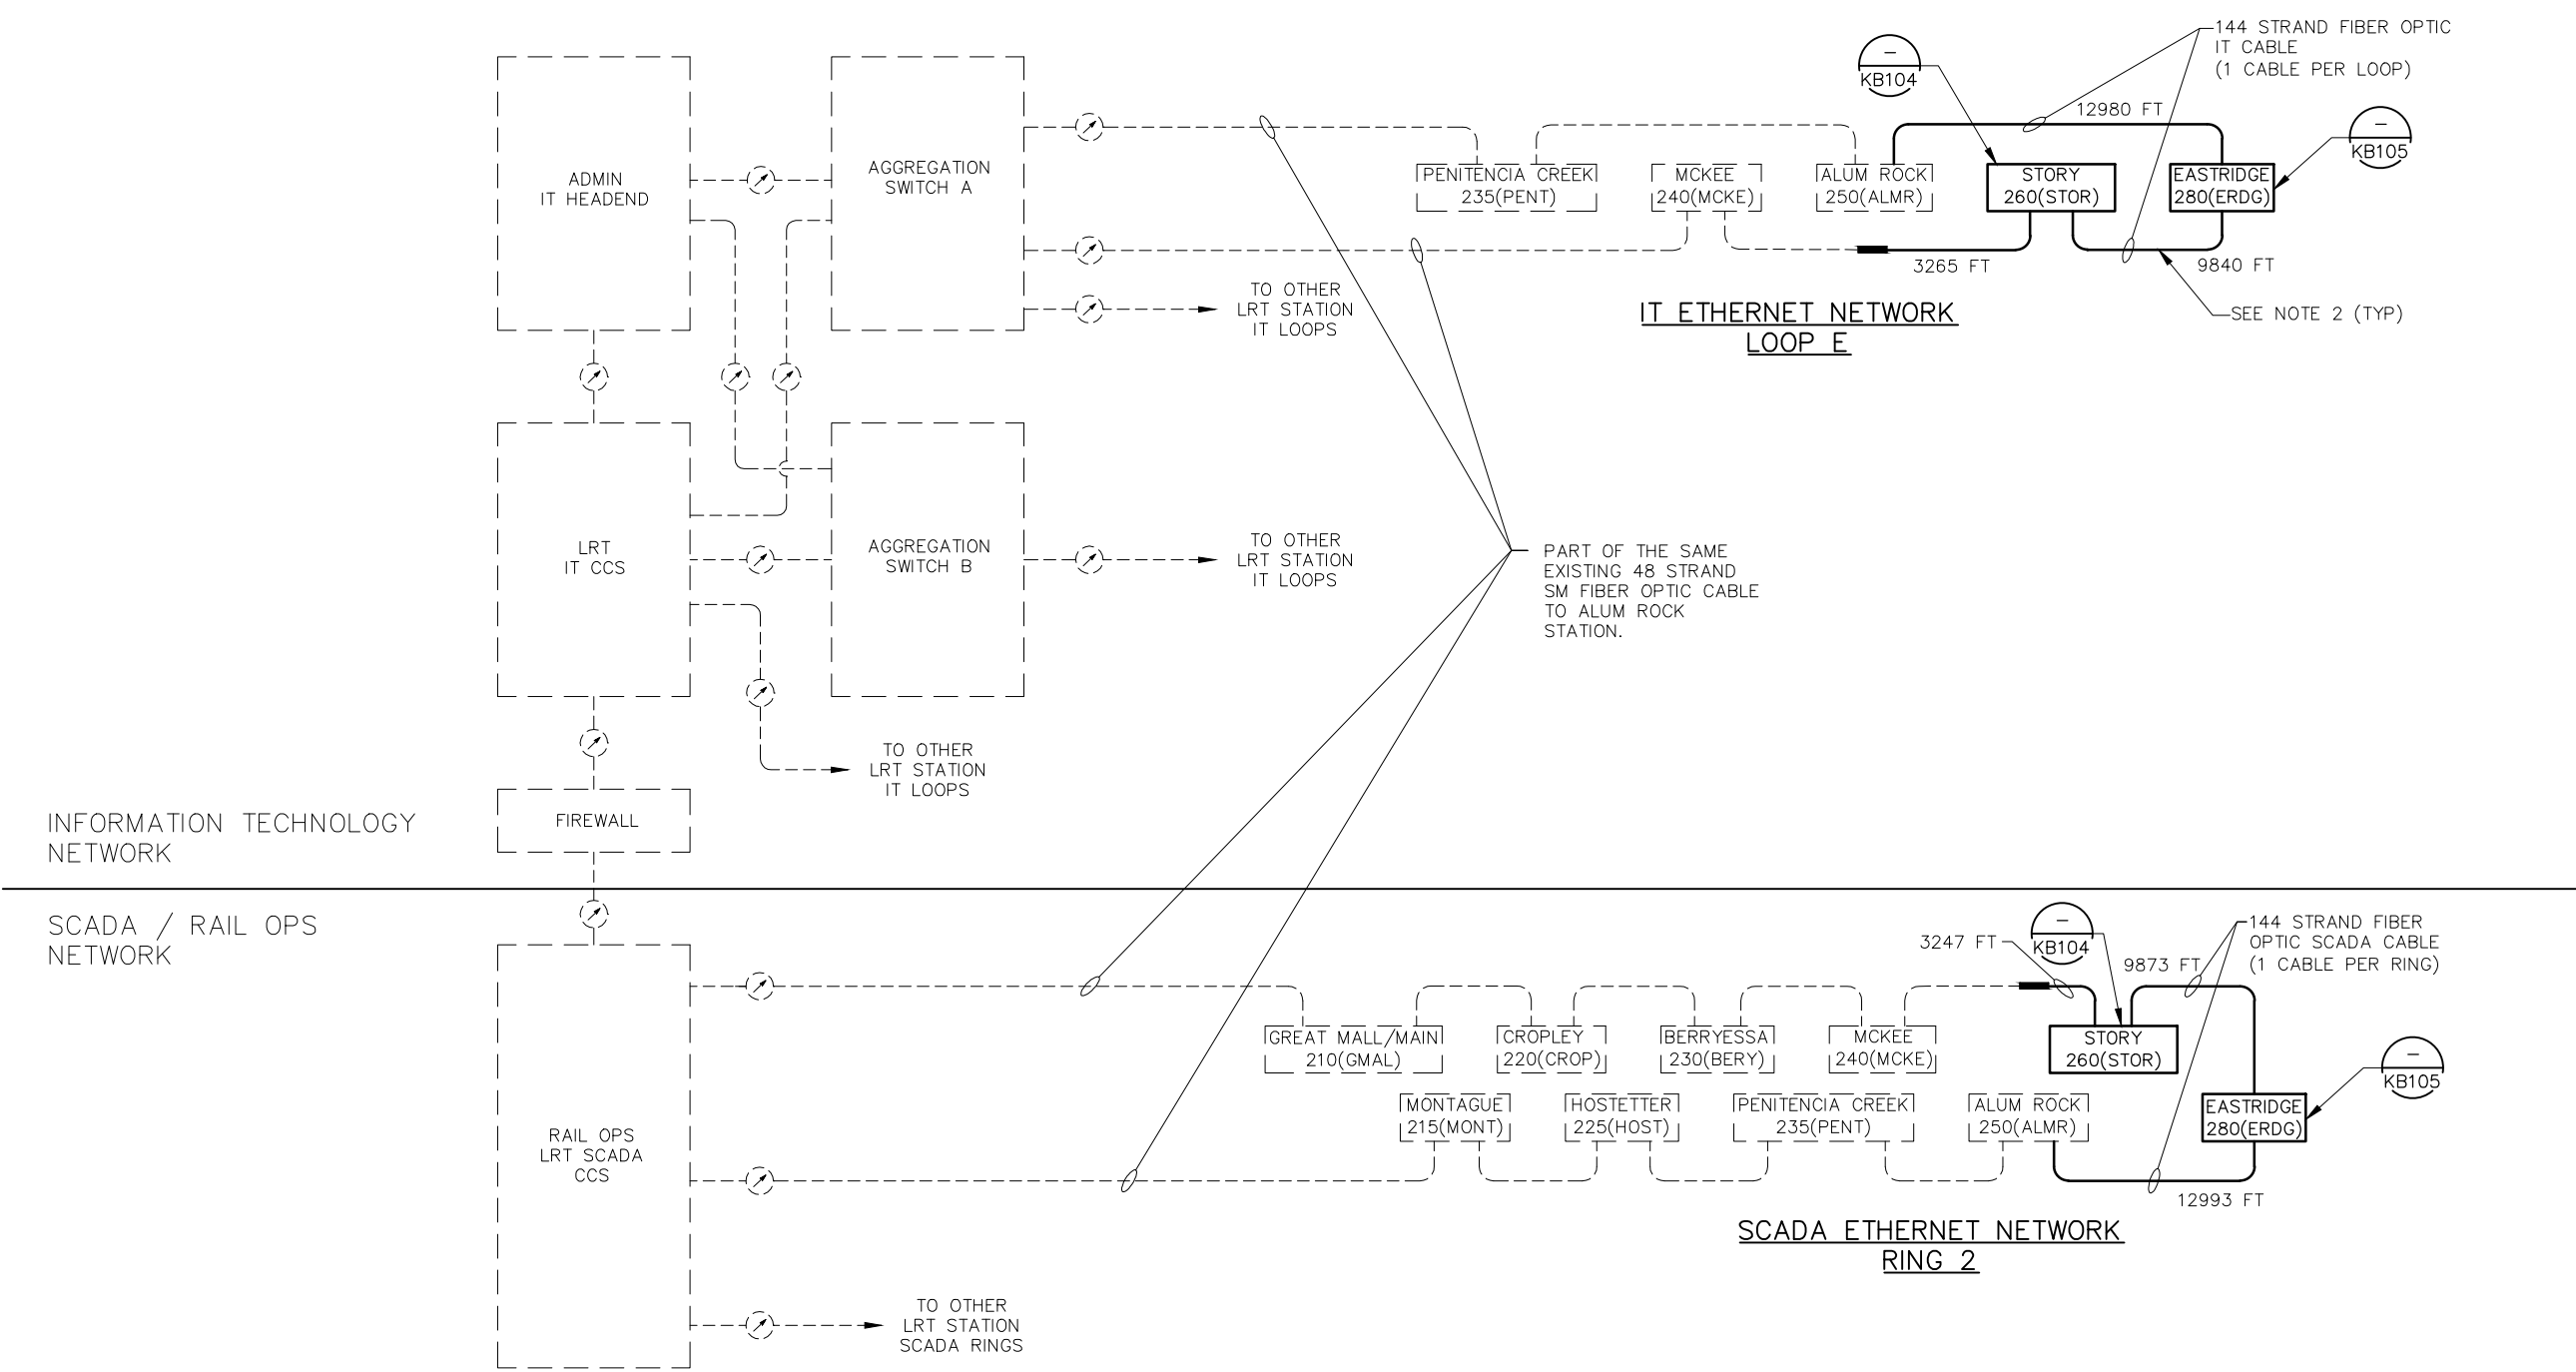 144 STRAND FIBER OPTIC
IT CABLE
(1 CABLE PER LOOP)
–
KB104
12980 FT
–
KB105
ADMIN
IT HEADEND
AGGREGATION
SWITCH A
PENITENCIA CREEK
235(PENT)
MCKEE
240(MCKE)
ALUM ROCK
250(ALMR)
STORY
260(STOR)
EASTRIDGE
280(ERDG)
3265 FT
9840 FT
SEE NOTE 2 (TYP)
TO OTHER
LRT STATION
IT LOOPS
IT ETHERNET NETWORK
LOOP E
LRT
IT CCS
AGGREGATION
SWITCH B
TO OTHER
LRT STATION
IT LOOPS
PART OF THE SAME
EXISTING 48 STRAND
SM FIBER OPTIC CABLE
TO ALUM ROCK
STATION.
TO OTHER
LRT STATION
IT LOOPS
FIREWALL
INFORMATION TECHNOLOGY
NETWORK
SCADA / RAIL OPS
NETWORK
3247 FT
–
KB104
9873 FT
144 STRAND FIBER
OPTIC SCADA CABLE
(1 CABLE PER RING)
GREAT MALL/MAIN
210(GMAL)
CROPLEY
220(CROP)
BERRYESSA
230(BERY)
MCKEE
240(MCKE)
STORY
260(STOR)
–
KB105
MONTAGUE
215(MONT)
HOSTETTER
225(HOST)
PENITENCIA CREEK
235(PENT)
ALUM ROCK
250(ALMR)
EASTRIDGE
280(ERDG)
RAIL OPS
LRT SCADA
CCS
12993 FT
SCADA ETHERNET NETWORK
RING 2
TO OTHER
LRT STATION
SCADA RINGS